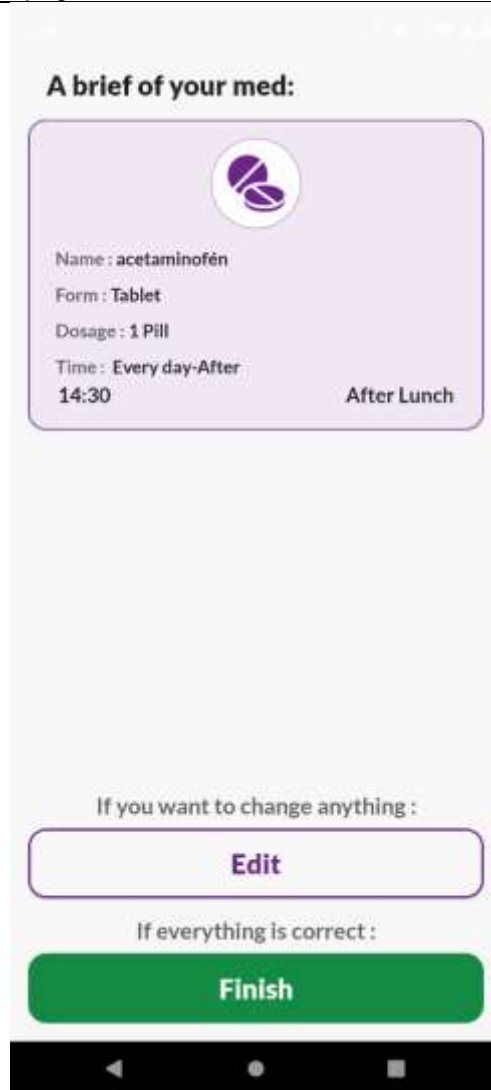 A brief of your med:
Name : acetaminofén
Form : Tablet
Dosage : 1 Pill
Time : Every day-After
14:30 After Lunch
If you want to change anything :
Edit
If everything is correct :
Finish